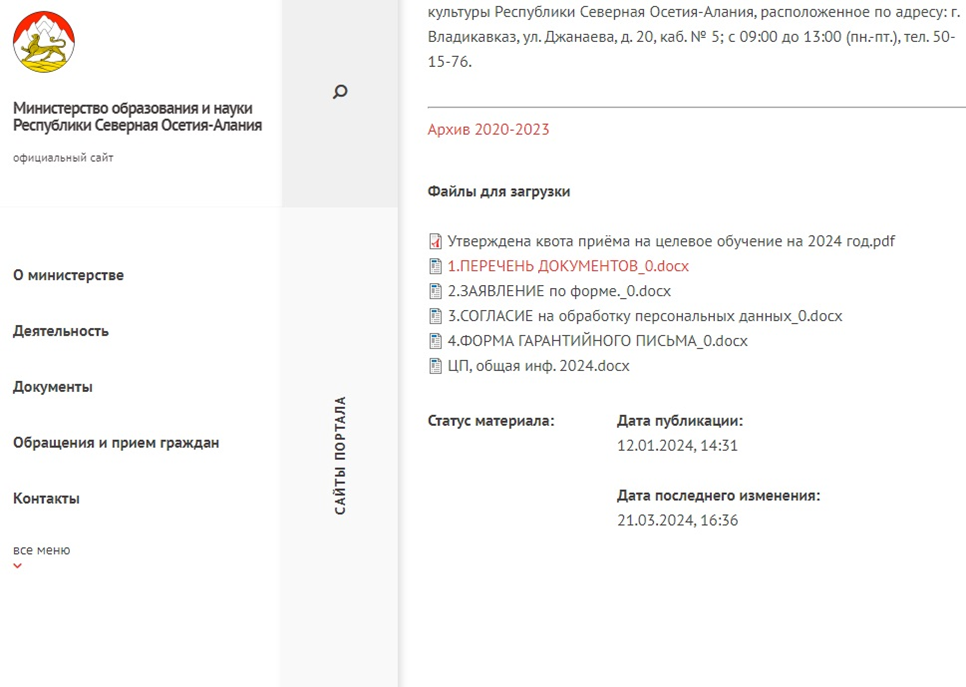 Министерство образования и науки
Республики Северная Осетия-Алания
официальный сайт
О министерстве
Деятельность
Документы
Обращения и прием граждан
Контакты
все меню
САЙТЫ ПОРТАЛА
культуры Республики Северная Осетия-Алания, расположенное по адресу: г.
Владикавказ, ул. Джанаева, д. 20, каб. № 5; с 09:00 до 13:00 (пн.-пт.), тел. 50-
15-76.
Архив 2020-2023
Файлы для загрузки
Утверждена квота приёма на целевое обучение на 2024 год.pdf
1.ПЕРЕЧЕНЬ ДОКУМЕНТОВ_0.docx
2.ЗАЯВЛЕНИЕ по форме._0.docx
3.СОГЛАСИЕ на обработку персональных данных_0.docx
4.ФОРМА ГАРАНТИЙНОГО ПИСЬМА_0.docx
ЦП, общая инф. 2024.docx
Статус материала:
Дата публикации:
12.01.2024, 14:31
Дата последнего изменения:
21.03.2024, 16:36